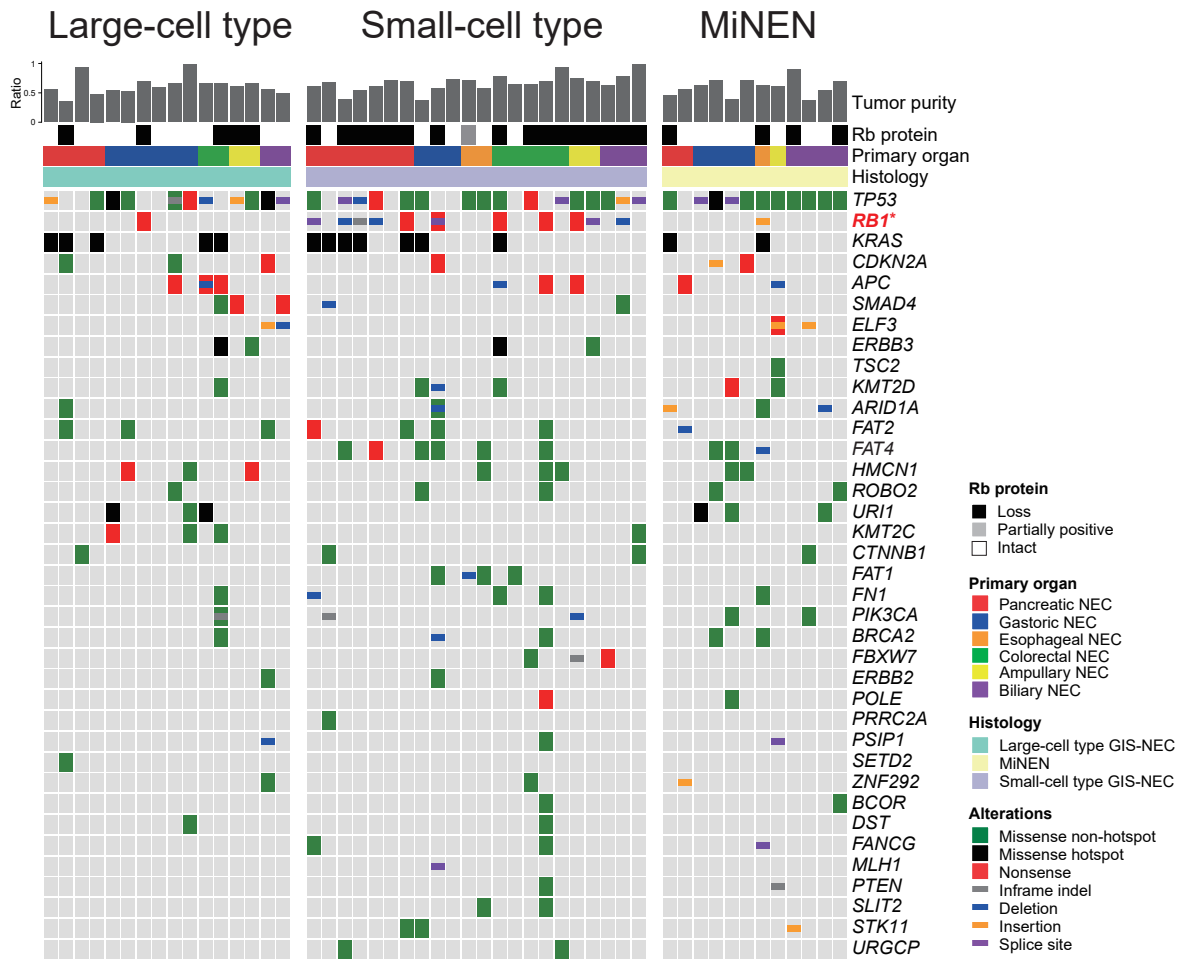 Large-cell type
Small-cell type
MiNEN
1
0.5
0
Ratio
Tumor purity
Rb protein
Primary organ
Histology
TP53
RB1*
KRAS
CDKN2A
APC
SMAD4
ELF3
ERBB3
TSC2
KMT2D
ARID1A
FAT2
FAT4
HMCN1
ROBO2
URI1
KMT2C
CTNNB1
FAT1
FN1
PIK3CA
BRCA2
FBXW7
ERBB2
POLE
PRRC2A
PSIP1
SETD2
ZNF292
BCOR
DST
FANCG
MLH1
PTEN
SLIT2
STK11
URGCP
Rb protein
Loss
Partially positive
Intact
Primary organ
Pancreatic NEC
Gastoric NEC
Esophageal NEC
Colorectal NEC
Ampullary NEC
Biliary NEC
Histology
Large-cell type GIS-NEC
MiNEN
Small-cell type GIS-NEC
Alterations
Missense non-hotspot
Missense hotspot
Nonsense
Inframe indel
Deletion
Insertion
Splice site